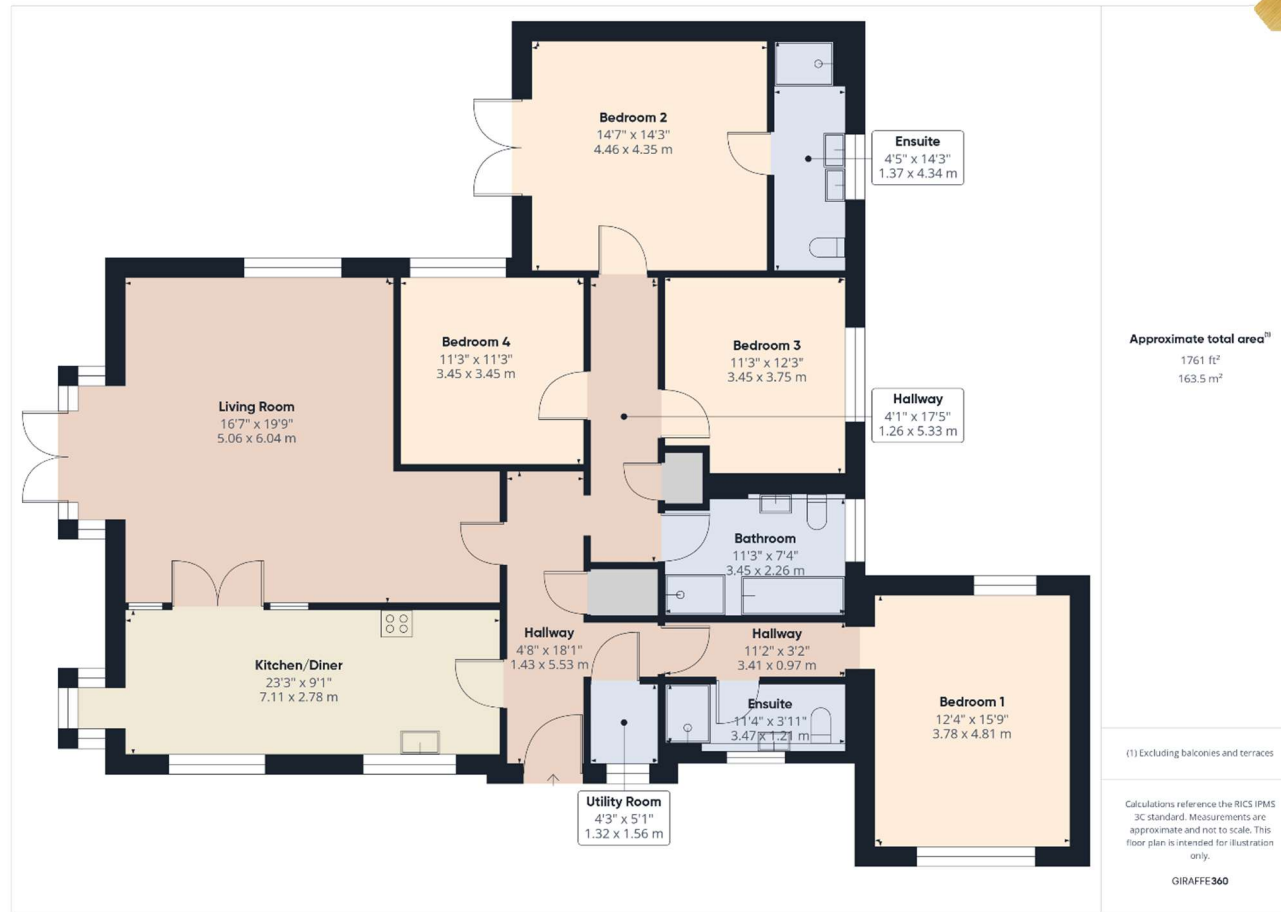 Bedroom 2
14'7" x 14'3"
4.46 x 4.35 m
Ensuite
4'5" x 14'3"
1.37 x 4.34 m
Bedroom 4
11'3" x 11'3"
3.45 x 3.45 m
Bedroom 3
11'3" x 12'3"
3.45 x 3.75 m
Living Room
16'7" x 19'9"
5.06 x 6.04 m
Hallway
4'1" x 17'5"
1.26 x 5.33 m
Bathroom
11'3" x 7'4"
3.45 x 2.26 m
Hallway
4'8" x 18'1"
1.43 x 5.53 m
Hallway
11'2" x 3'2"
3.41 x 0.97 m
Kitchen/Diner
23'3" x 9'1"
7.11 x 2.78 m
Ensuite
11'4" x 3'11"
3.47 x 1.21 m
Bedroom 1
12'4" x 15'9"
3.78 x 4.81 m
Utility Room
4'3" x 5'1"
1.32 x 1.56 m
Approximate total area⁽¹⁾
1761 ft²
163.5 m²
(1) Excluding balconies and terraces
Calculations reference the RICS IPMS
3C standard. Measurements are
approximate and not to scale. This
floor plan is intended for illustration
only.
GIRAFFE360